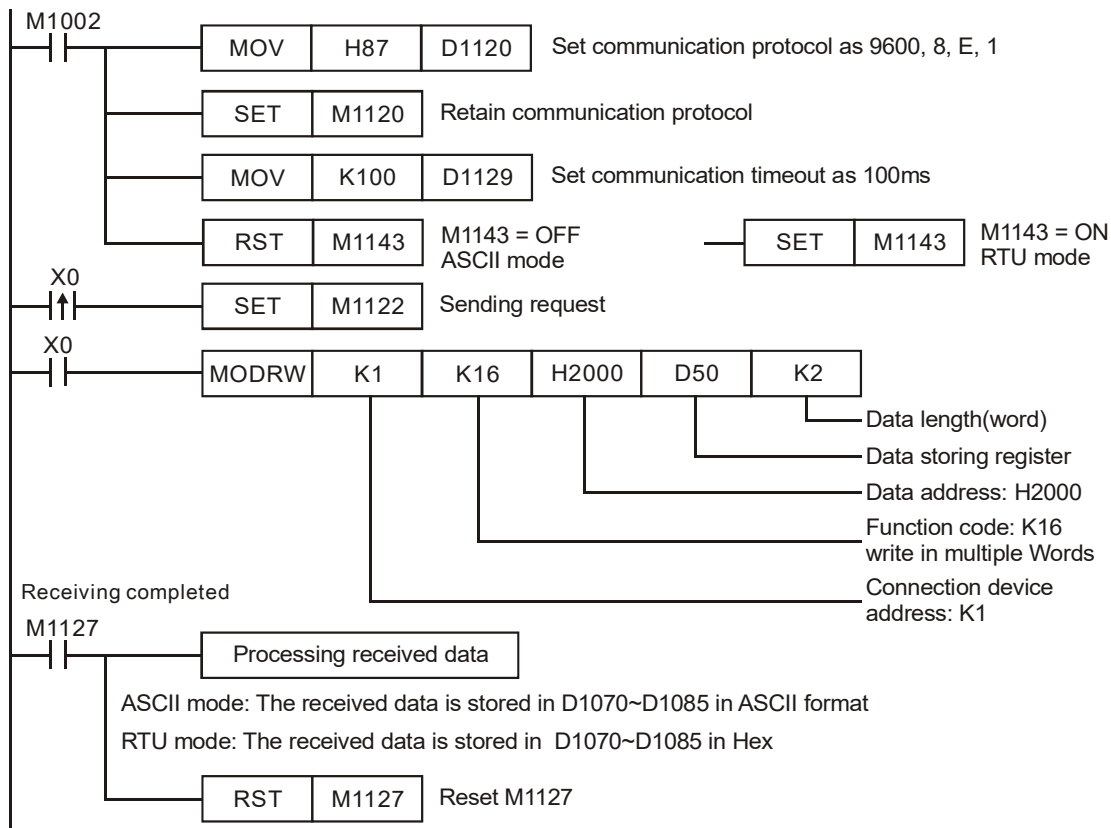 M1002
MOV H87 D1120 Set communication protocol as 9600, 8, E, 1
SET M1120 Retain communication protocol
MOV K100 D1129 Set communication timeout as 100ms
RST M1143 M1143 = OFF
ASCII mode
SET M1143 M1143 = ON
RTU mode
X0
SET M1122 Sending request
X0
MODRW K1 K16 H2000 D50 K2
Data length(word)
Data storing register
Data address: H2000
Function code: K16
write in multiple Words
Connection device
address: K1
Receiving completed
M1127
Processing received data
ASCII mode: The received data is stored in D1070~D1085 in ASCII format
RTU mode: The received data is stored in D1070~D1085 in Hex
RST M1127 Reset M1127